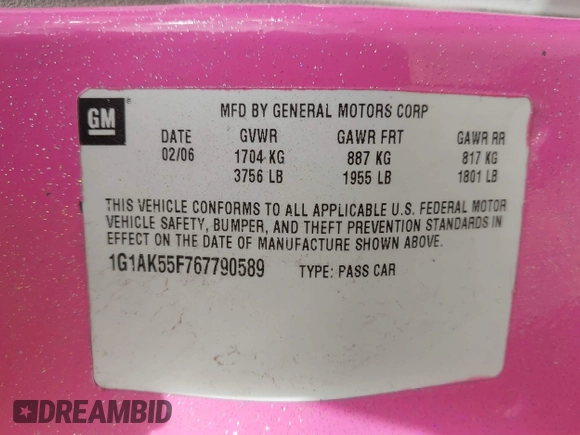 GM
MFD BY GENERAL MOTORS CORP
DATE GVWR GAWR FRT GAWR RR
02/06 1704 KG 887 KG 817 KG
3756 LB 1955 LB 1801 LB
THIS VEHICLE CONFORMS TO ALL APPLICABLE U.S. FEDERAL MOTOR
VEHICLE SAFETY, BUMPER, AND THEFT PREVENTION STANDARDS IN
EFFECT ON THE DATE OF MANUFACTURE SHOWN ABOVE.
1G1AK55F767790589 TYPE: PASS CAR
DREAMBID